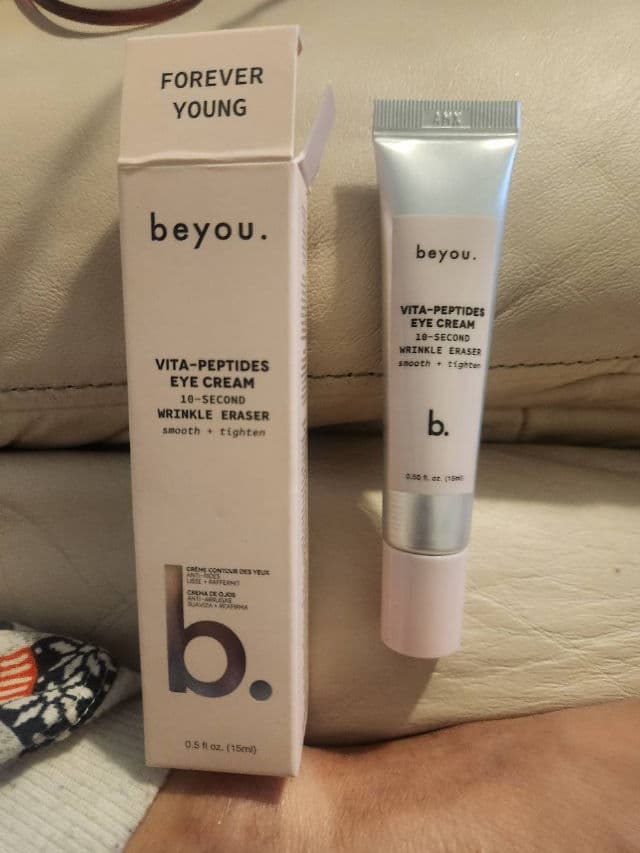 FOREVER
YOUNG
beyou.
VITA-PEPTIDES
EYE CREAM
10-SECOND
WRINKLE ERASER
smooth + tighten
CRÈME CONTOUR DES YEUX
ANTI-RIDES
LISSE + RAFFERMIT
CREMA DE OJOS
ANTI-ARRUGAS
SUAVIZA + REAFIRMA
b.
0.5 fl oz. (15ml)
beyou.
VITA-PEPTIDES
EYE CREAM
10-SECOND
WRINKLE ERASER
smooth + tighten
b.
0.50 fl. oz. (15ml)